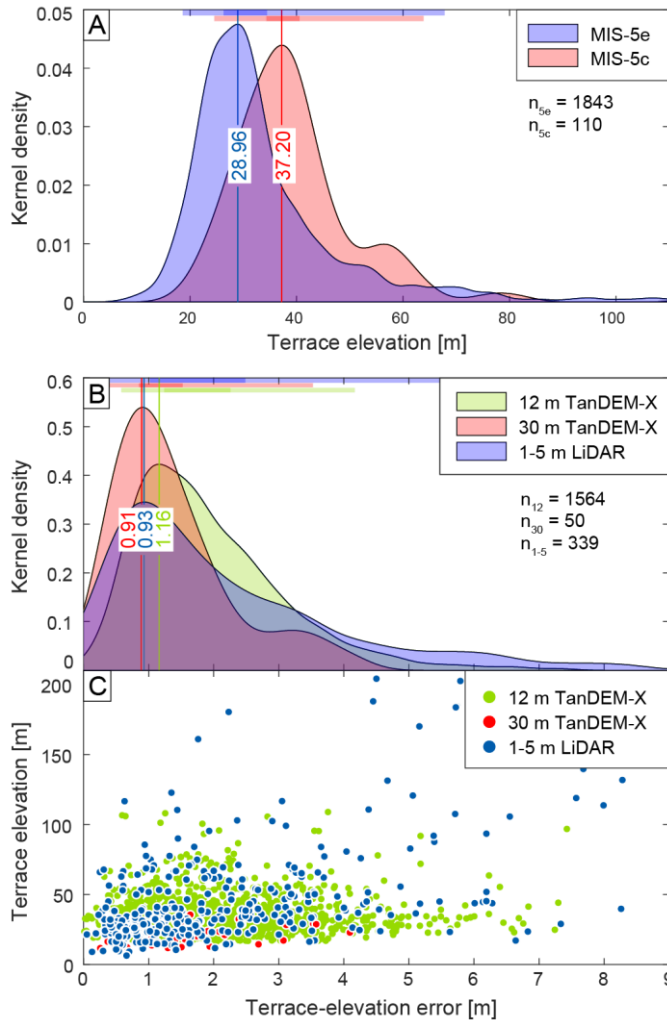 A
MIS-5e
MIS-5c
n5e = 1843
n5c = 110
28.96
37.20
Kernel density
0.05
0.04
0.03
0.02
0.01
0
0 20 40 60 80 100
Terrace elevation [m]
B
12 m TanDEM-X
30 m TanDEM-X
1-5 m LiDAR
n12 = 1564
n30 = 50
n1-5 = 339
0.91
0.93
1.16
Kernel density
0.6
0.5
0.4
0.3
0.2
0.1
0
C
12 m TanDEM-X
30 m TanDEM-X
1-5 m LiDAR
Terrace elevation [m]
200
150
100
50
0
0 1 2 3 4 5 6 7 8 9
Terrace-elevation error [m]